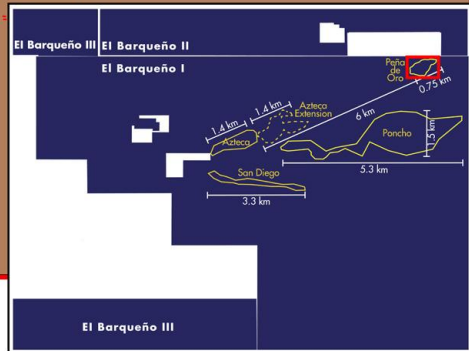 El Barqueño III
El Barqueño II
El Barqueño I
Peña
de
Oro
0.75 km
6 km
1.4 km
Azteca
Extension
1.4 km
Azteca
Poncho
1.5 km
5.3 km
San Diego
3.3 km
El Barqueño III